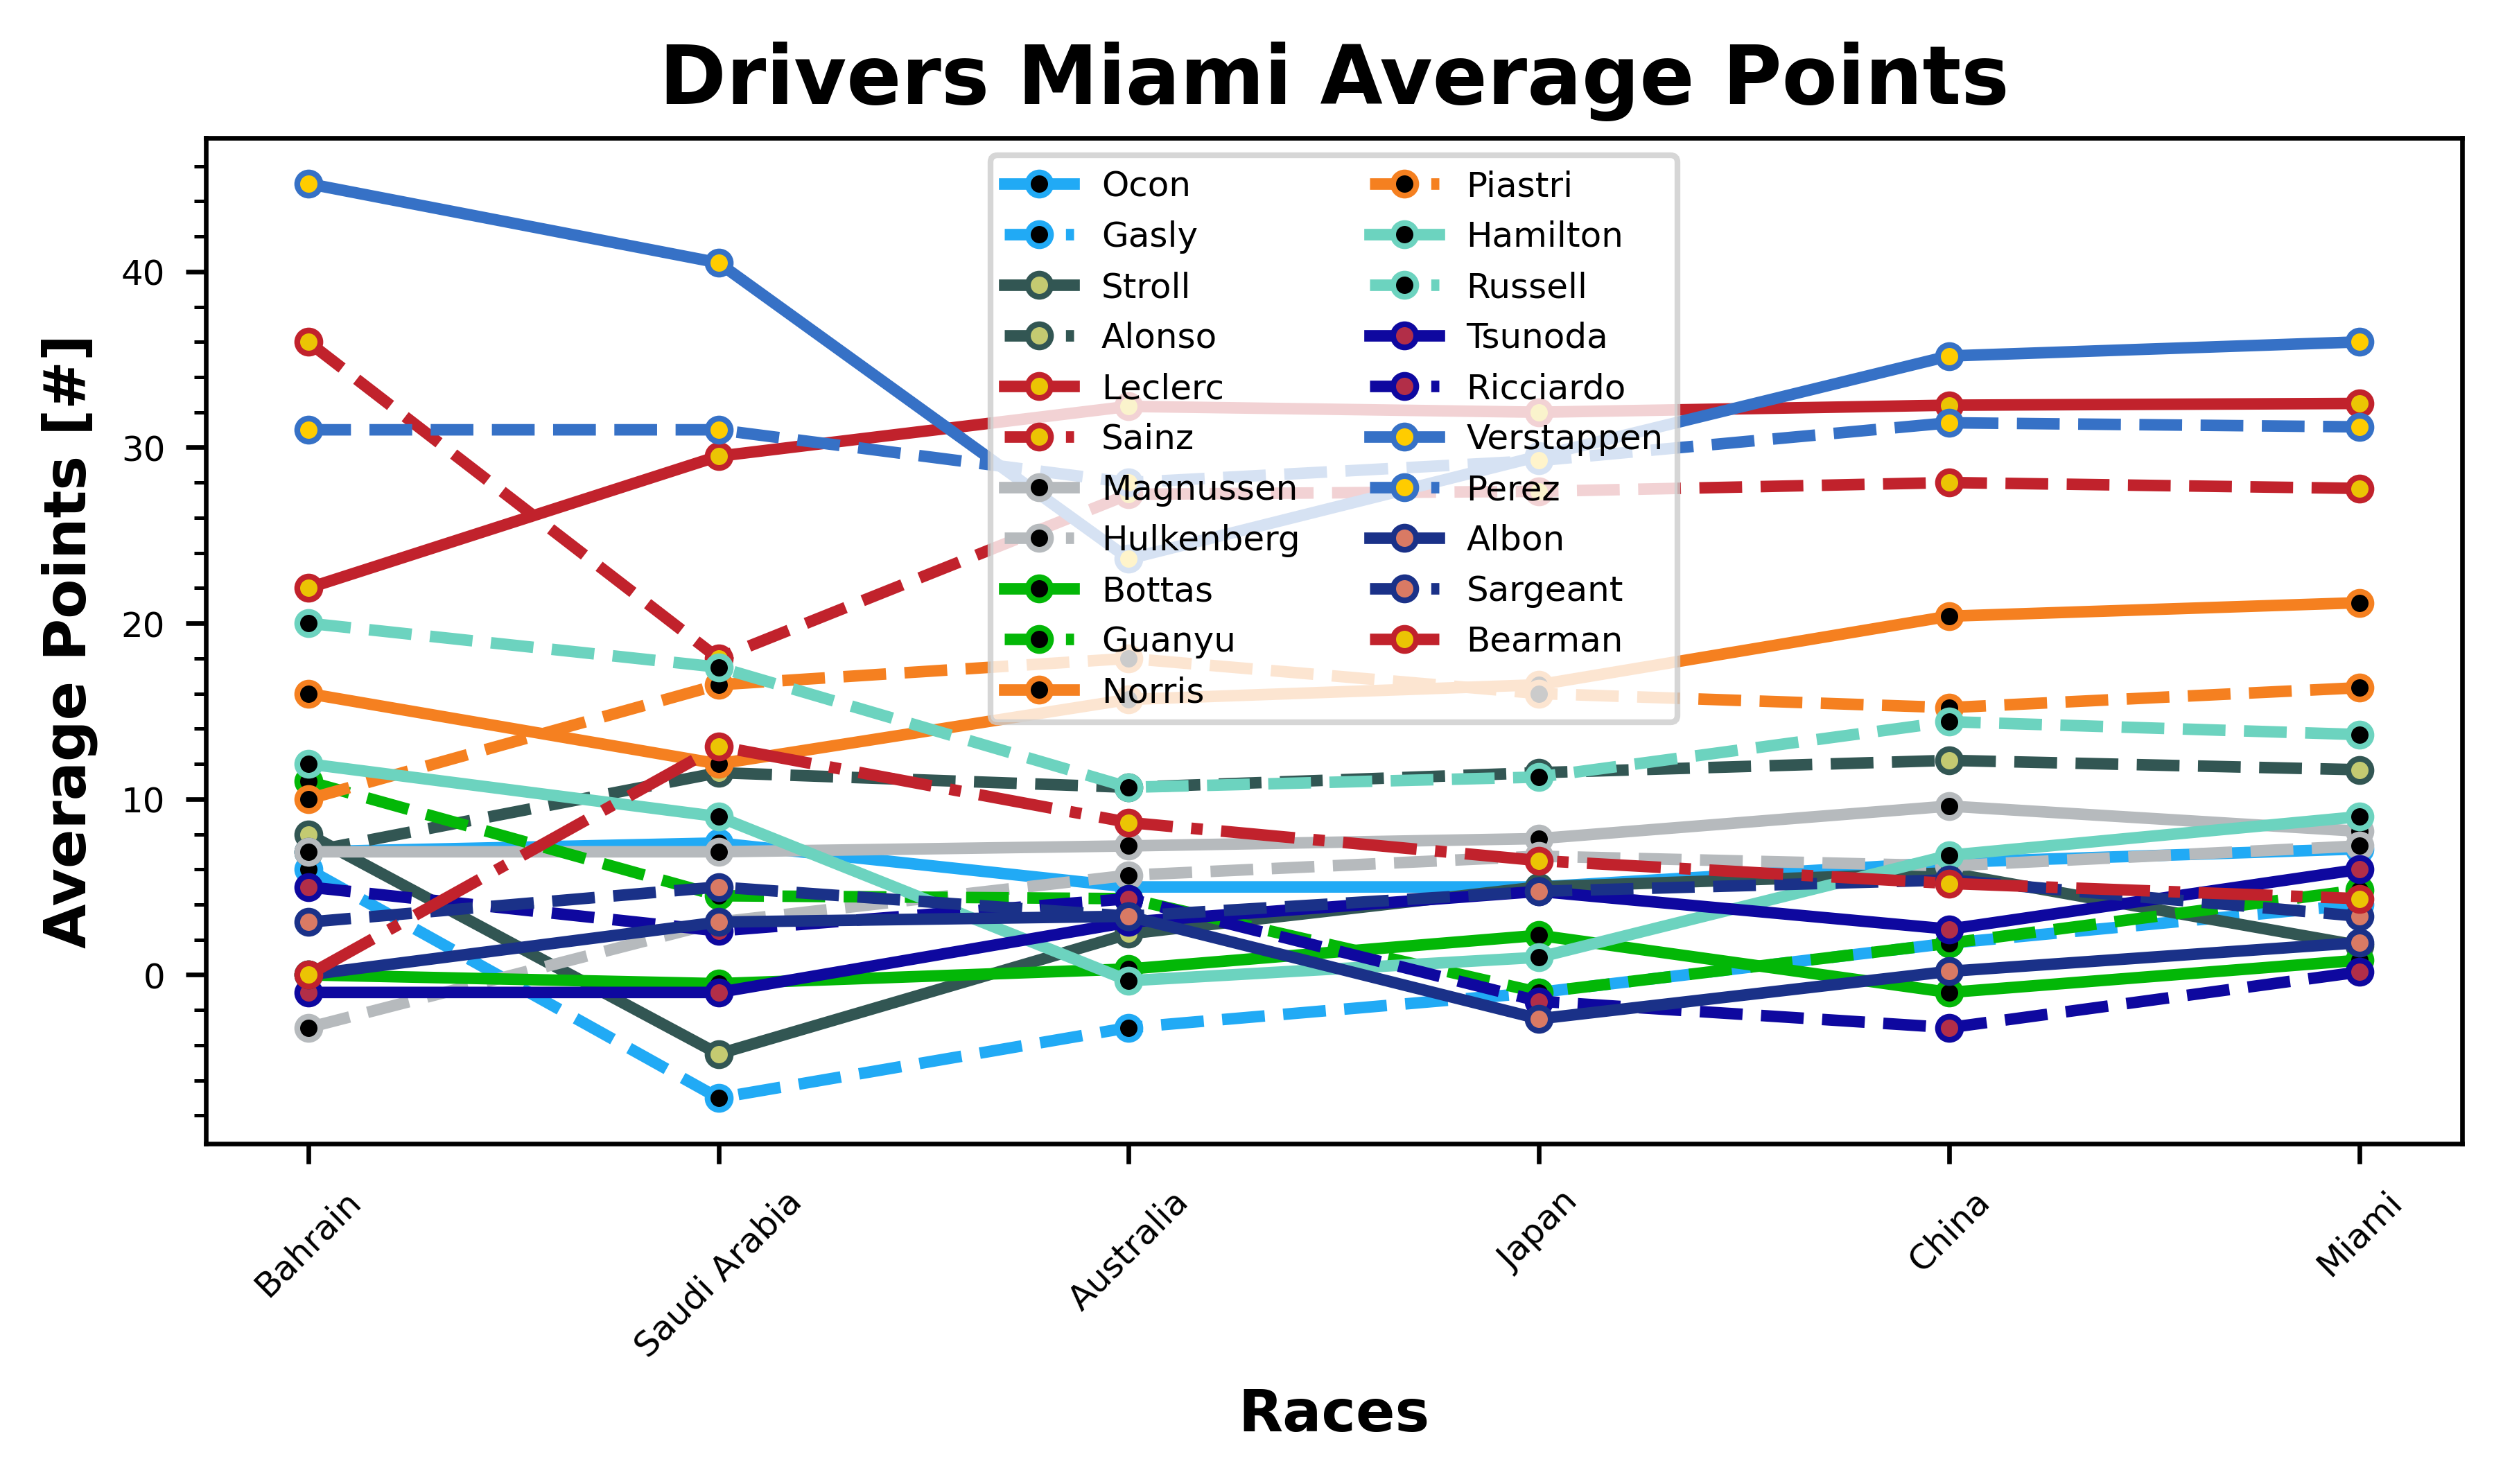 Drivers Miami Average Points
Average Points [#]
40
30
20
10
0
Ocon
Gasly
Stroll
Alonso
Leclerc
Sainz
Magnussen
Hulkenberg
Bottas
Guanyu
Norris
Piastri
Hamilton
Russell
Tsunoda
Ricciardo
Verstappen
Perez
Albon
Sargeant
Bearman
Bahrain
Saudi Arabia
Australia
Japan
China
Miami
Races